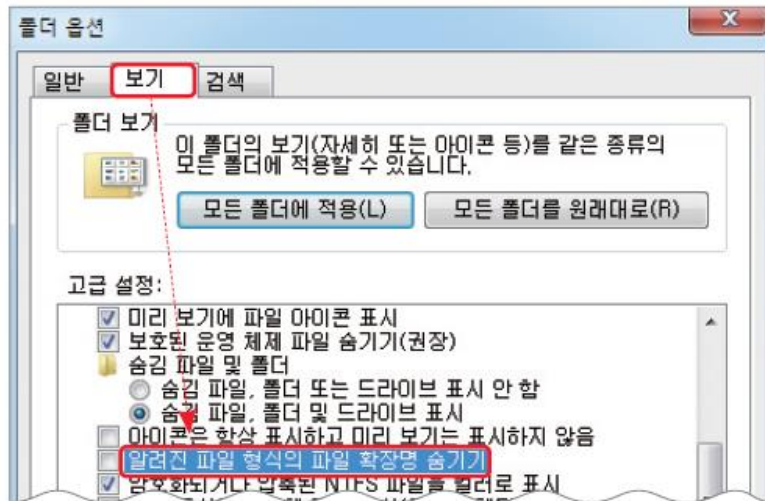 폴더 옵션
일반 보기 검색
폴더 보기
이 폴더의 보기(자세히 또는 아이콘 등)를 같은 종류의
모든 폴더에 적용할 수 있습니다.
모든 폴더에 적용(L) 모든 폴더를 원래대로(R)
고급 설정:
미리 보기에 파일 아이콘 표시
보호된 운영 체제 파일 숨기기(권장)
숨김 파일 및 폴더
숨김 파일, 폴더 또는 드라이브 표시 안 함
숨김 파일, 폴더 및 드라이브 표시
아이콘은 항상 표시하고 미리 보기는 표시하지 않음
알려진 파일 형식의 파일 확장명 숨기기
암호화되거나 압축된 NTFS 파일을 컬러로 표시